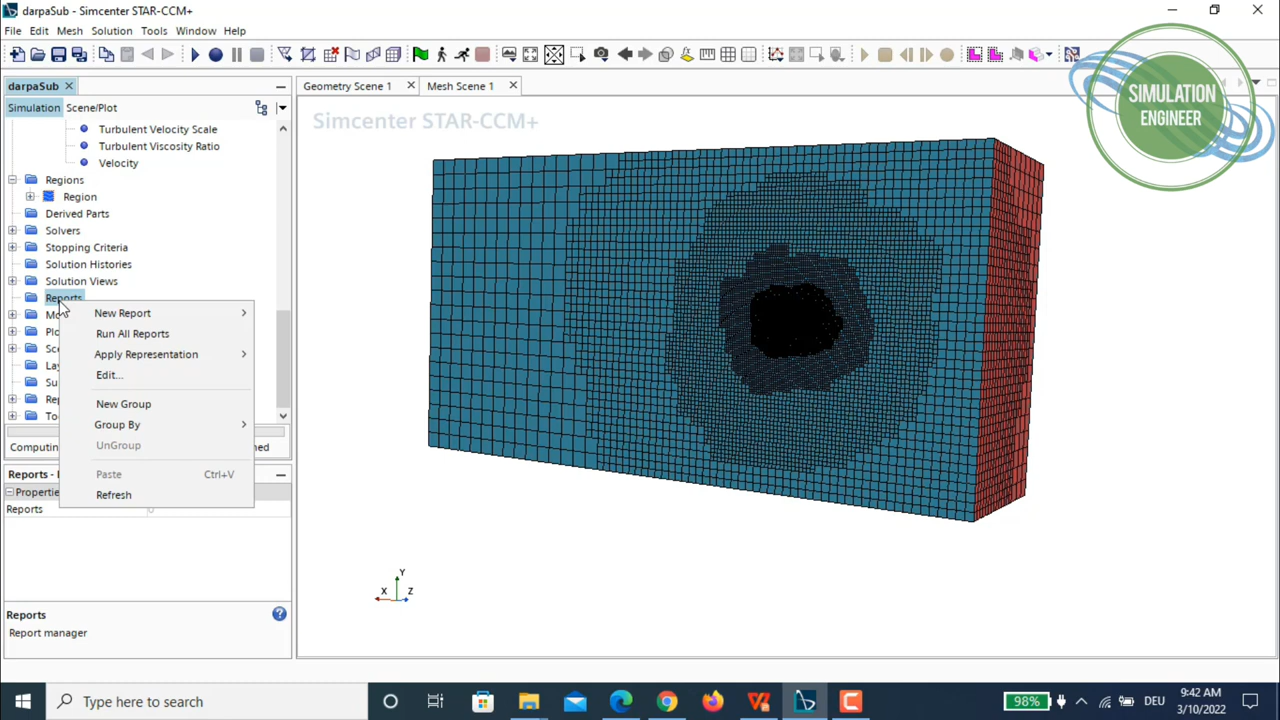 darpaSub - Simcenter STAR-CCM+
File Edit Mesh Solution Tools Window Help
darpaSub
Geometry Scene 1
Mesh Scene 1
Simulation Scene/Plot
Simcenter STAR-CCM+
SIMULATION
ENGINEER
Turbulent Velocity Scale
Turbulent Viscosity Ratio
Velocity
Regions
Region
Derived Parts
Solvers
Stopping Criteria
Solution Histories
Solution Views
Reports
New Report
Run All Reports
Apply Representation
Edit...
New Group
Group By
UnGroup
Paste Ctrl+V
Refresh
Computin
Reports -
Propertie
Reports
Reports
Report manager
Y
X
Z
Type here to search
98%
DEU
9:42 AM
3/10/2022